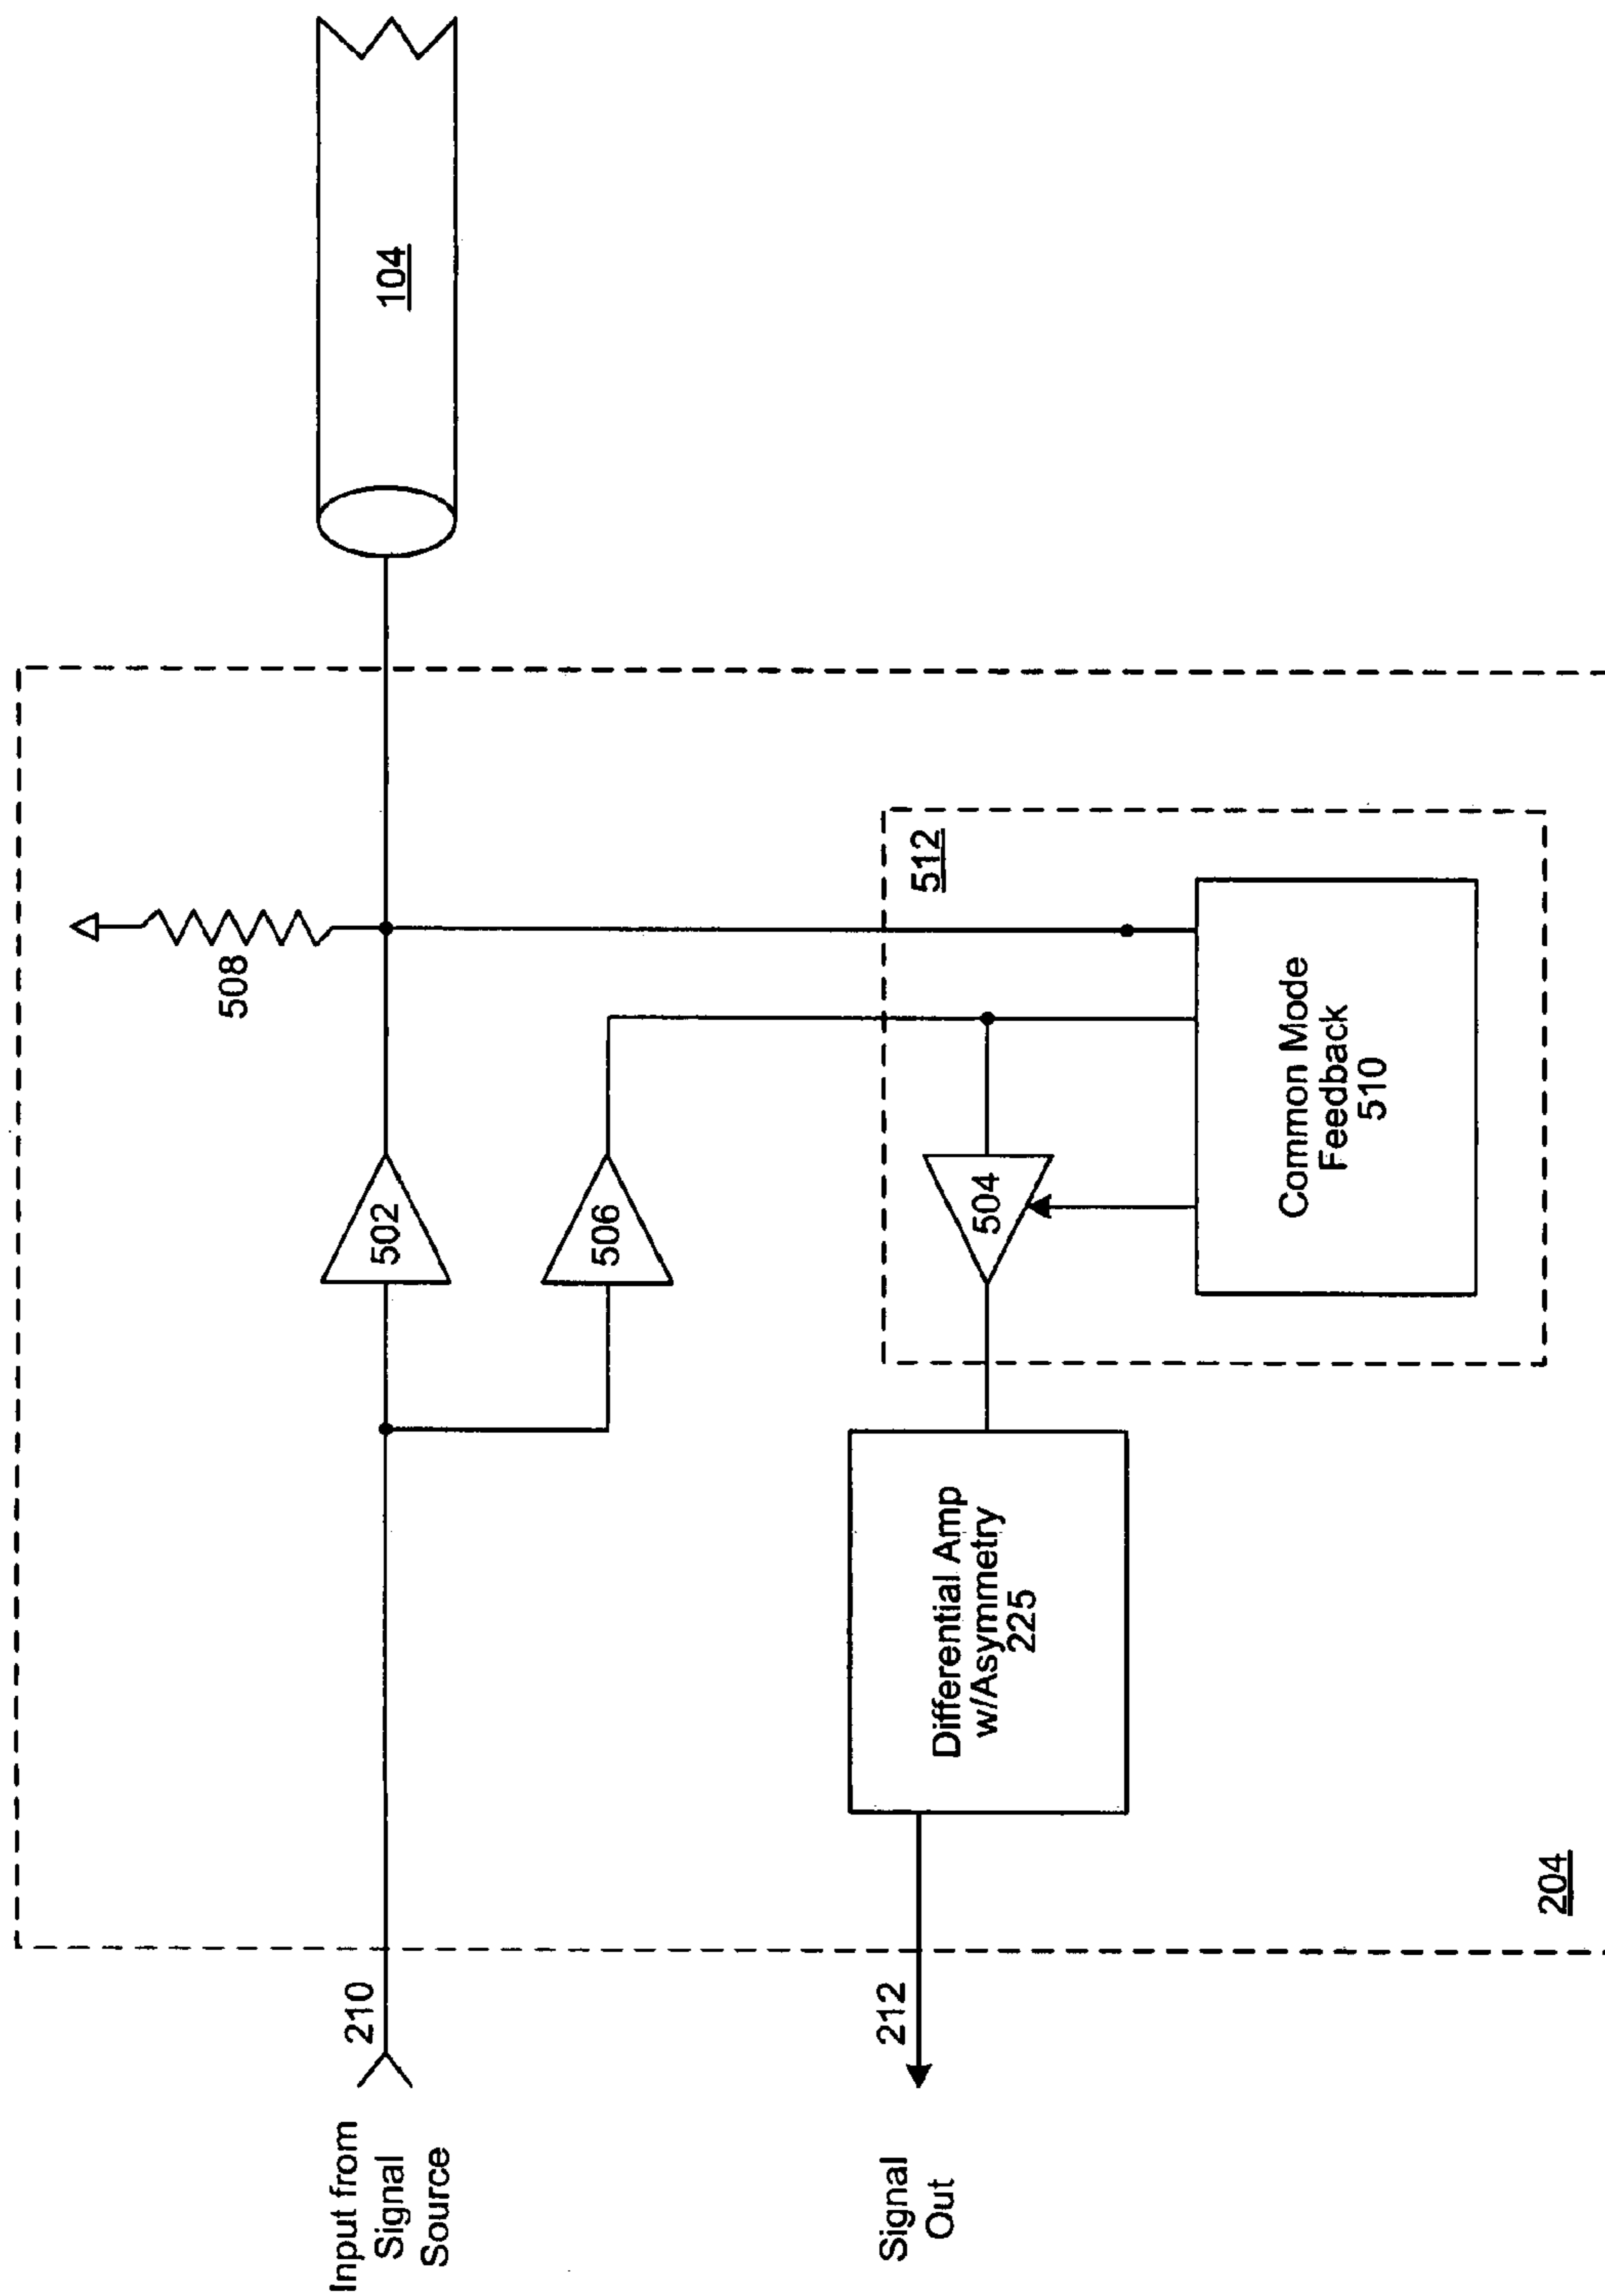 508
104
Input from
Signal
Source
210
502
506
512
504
Common Mode
Feedback
510
Differential Amp
w/Asymmetry
225
Signal
Out
212
204